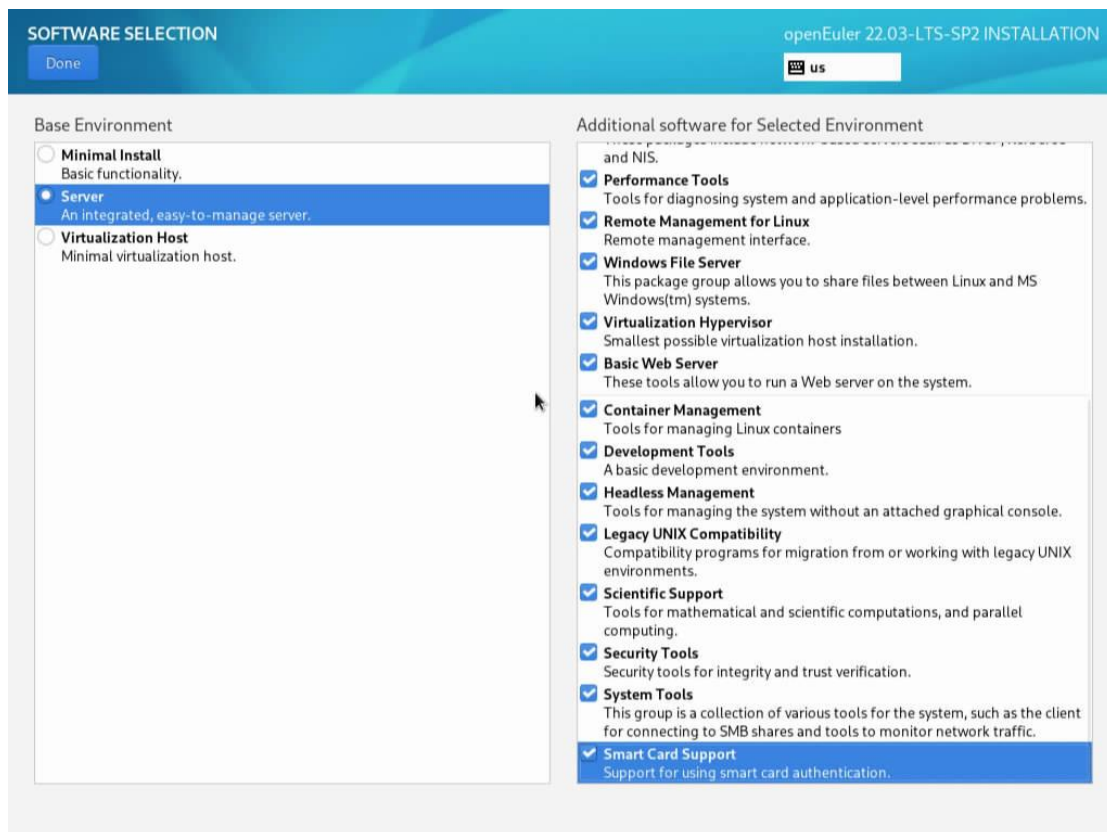 SOFTWARE SELECTION
Done
openEuler 22.03-LTS-SP2 INSTALLATION
us
Base Environment
Minimal Install
Basic functionality.
Server
An integrated, easy-to-manage server.
Virtualization Host
Minimal virtualization host.
Additional software for Selected Environment
and NIS.
Performance Tools
Tools for diagnosing system and application-level performance problems.
Remote Management for Linux
Remote management interface.
Windows File Server
This package group allows you to share files between Linux and MS
Windows(tm) systems.
Virtualization Hypervisor
Smallest possible virtualization host installation.
Basic Web Server
These tools allow you to run a Web server on the system.
Container Management
Tools for managing Linux containers
Development Tools
A basic development environment.
Headless Management
Tools for managing the system without an attached graphical console.
Legacy UNIX Compatibility
Compatibility programs for migration from or working with legacy UNIX
environments.
Scientific Support
Tools for mathematical and scientific computations, and parallel
computing.
Security Tools
Security tools for integrity and trust verification.
System Tools
This group is a collection of various tools for the system, such as the client
for connecting to SMB shares and tools to monitor network traffic.
Smart Card Support
Support for using smart card authentication.